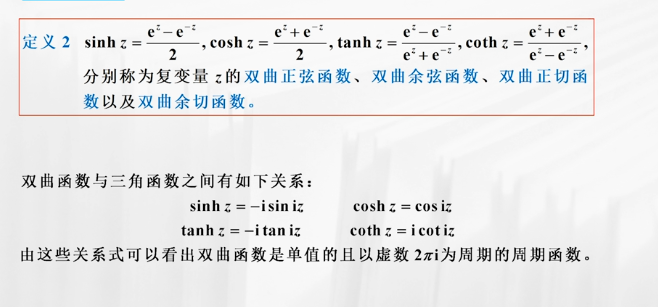 定义 2 sinh z = (e^z − e^{−z})/2 , cosh z = (e^z + e^{−z})/2 , tanh z = (e^z − e^{−z})/(e^z + e^{−z}) , coth z = (e^z + e^{−z})/(e^z − e^{−z}) ,
分别称为复变量 z 的双曲正弦函数、双曲余弦函数、双曲正切函
数以及双曲余切函数。
双曲函数与三角函数之间有如下关系：
sinh z = −i sin iz cosh z = cos iz
tanh z = −i tan iz coth z = i cot iz
由这些关系式可以看出双曲函数是单值的且以虚数 2πi为周期的周期函数。